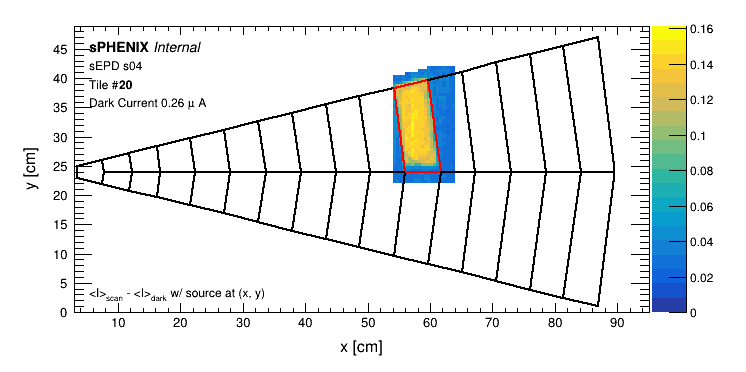 sPHENIX Internal
sEPD s04
Tile #20
Dark Current 0.26 μ A
<I>scan - <I>dark w/ source at (x, y)
y [cm]
45
40
35
30
25
20
15
10
5
0
10 20 30 40 50 60 70 80 90
x [cm]
0.16
0.14
0.12
0.1
0.08
0.06
0.04
0.02
0